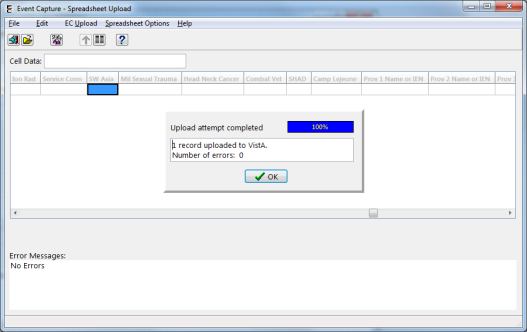 Event Capture - Spreadsheet Upload
File Edit EC Upload Spreadsheet Options Help
Cell Data:
Ion Rad Service Conn SW Asia Mil Sexual Trauma Head Neck Cancer Combat Vet SHAD Camp Lejeune Prov 1 Name or IEN Prov 2 Name or IEN Prov 3
Upload attempt completed 100%
1 record uploaded to VistA.
Number of errors: 0
OK
Error Messages:
No Errors